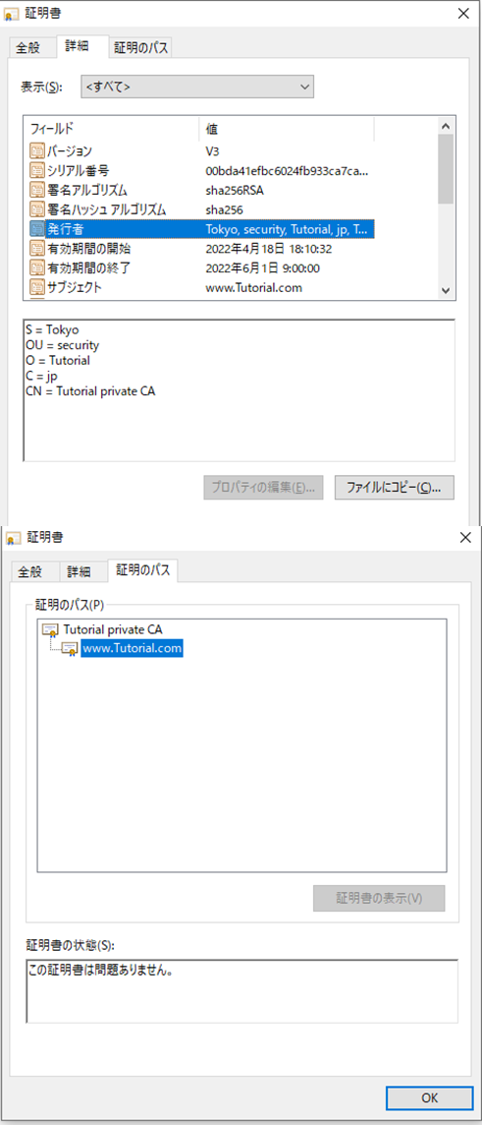 証明書
全般 詳細 証明のパス
表示(S): <すべて>
フィールド 値
バージョン V3
シリアル番号 00bda41efbc6024fb933ca7ca...
署名アルゴリズム sha256RSA
署名ハッシュ アルゴリズム sha256
発行者 Tokyo, security, Tutorial, jp, T...
有効期間の開始 2022年4月18日 18:10:32
有効期間の終了 2022年6月1日 9:00:00
サブジェクト www.Tutorial.com
S = Tokyo
OU = security
O = Tutorial
C = jp
CN = Tutorial private CA
プロパティの編集(E)... ファイルにコピー(C)...
証明書
全般 詳細 証明のパス
証明のパス(P)
Tutorial private CA
www.Tutorial.com
証明書の表示(V)
証明書の状態(S):
この証明書は問題ありません。
OK